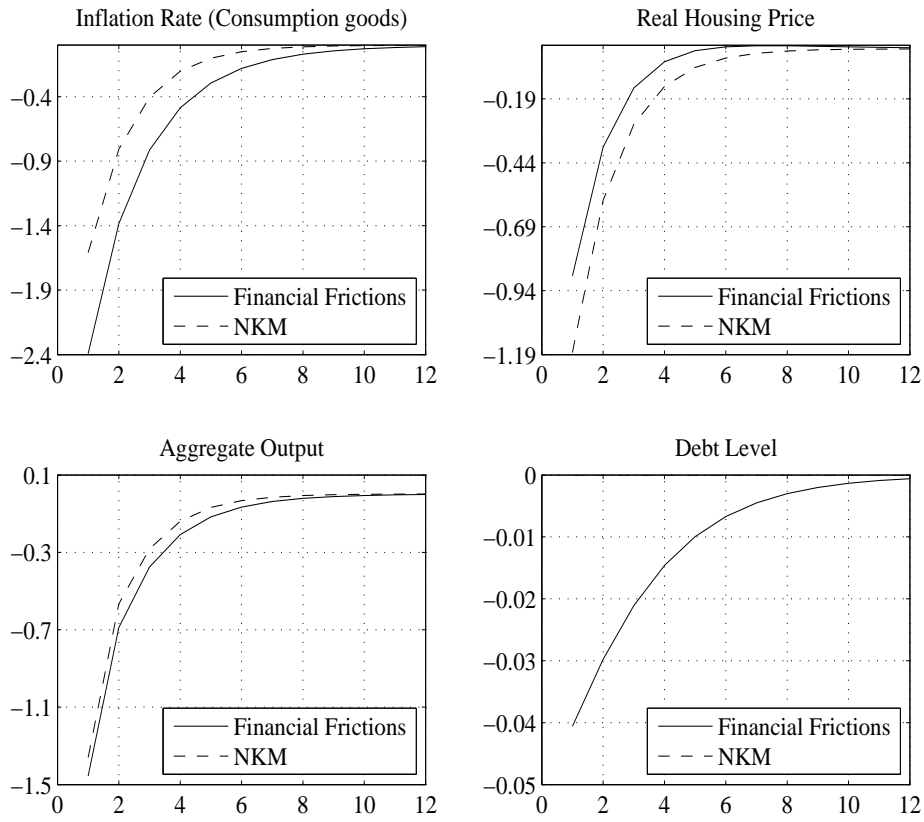 Inflation Rate (Consumption goods)
−0.4
−0.9
−1.4
−1.9
−2.4
0 2 4 6 8 10 12
Financial Frictions
NKM
Real Housing Price
−0.19
−0.44
−0.69
−0.94
−1.19
0 2 4 6 8 10 12
Financial Frictions
NKM
Aggregate Output
0.1
−0.3
−0.7
−1.1
−1.5
0 2 4 6 8 10 12
Financial Frictions
NKM
Debt Level
0
−0.01
−0.02
−0.03
−0.04
−0.05
0 2 4 6 8 10 12
Financial Frictions
NKM